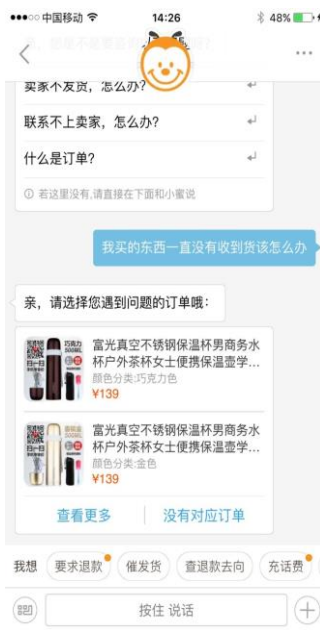 中国移动
14:26
48%
卖家不发货，怎么办?
联系不上卖家，怎么办?
什么是订单?
若这里没有,请直接在下面和小蜜说
我买的东西一直没有收到货该怎么办
亲，请选择您遇到问题的订单哦：
富光真空不锈钢保温杯男商务水
杯户外茶杯女士便携保温壶学...
颜色分类:巧克力色
¥139
富光真空不锈钢保温杯男商务水
杯户外茶杯女士便携保温壶学...
颜色分类:金色
¥139
查看更多
没有对应订单
我想
要求退款
催发货
查退款去向
充话费
按住 说话